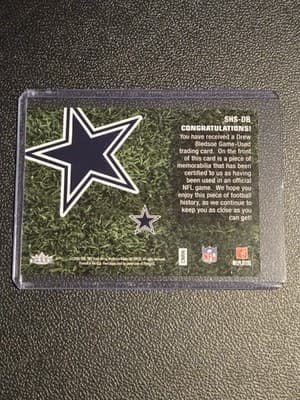 SHS-DB
CONGRATULATIONS!
You have received a Drew
Bledsoe Game-Used
trading card. On the front
of this card is a piece of
memorabilia that has been
certified to us as having
been used in an official
NFL game. We hope you
enjoy this piece of football
history, as we continue to
keep you as close as you
can get!
NFL
PLAYERS